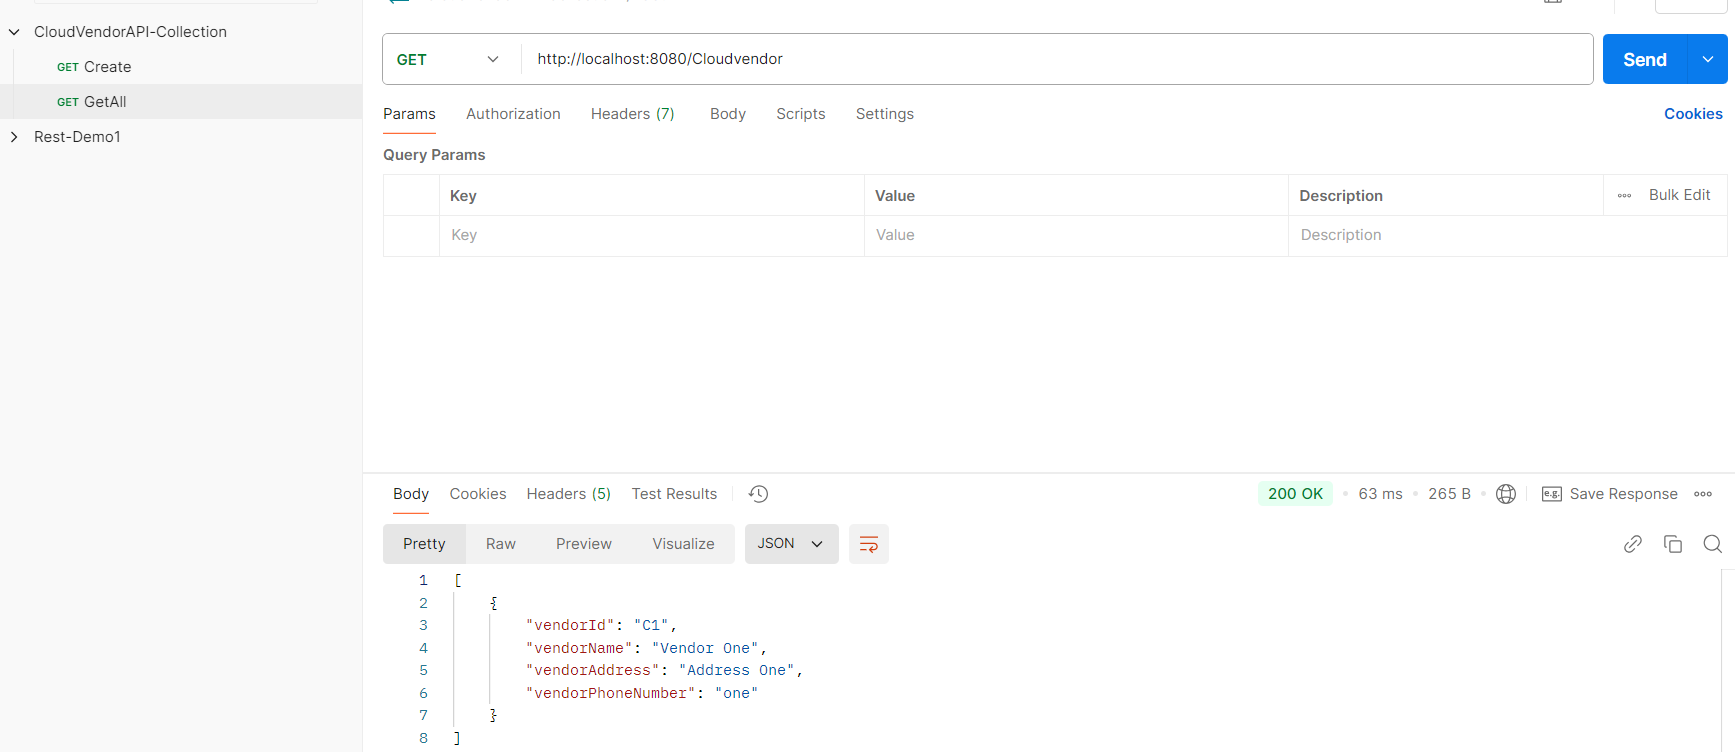 CloudVendorAPI-Collection
GET Create
GET GetAll
Rest-Demo1
GET http://localhost:8080/Cloudvendor Send
Params Authorization Headers (7) Body Scripts Settings Cookies
Query Params
Key Value Description Bulk Edit
Key Value Description
Body Cookies Headers (5) Test Results 200 OK 63 ms 265 B e.g. Save Response
Pretty Raw Preview Visualize JSON
1 [
2 {
3 "vendorId": "C1",
4 "vendorName": "Vendor One",
5 "vendorAddress": "Address One",
6 "vendorPhoneNumber": "one"
7 }
8 ]